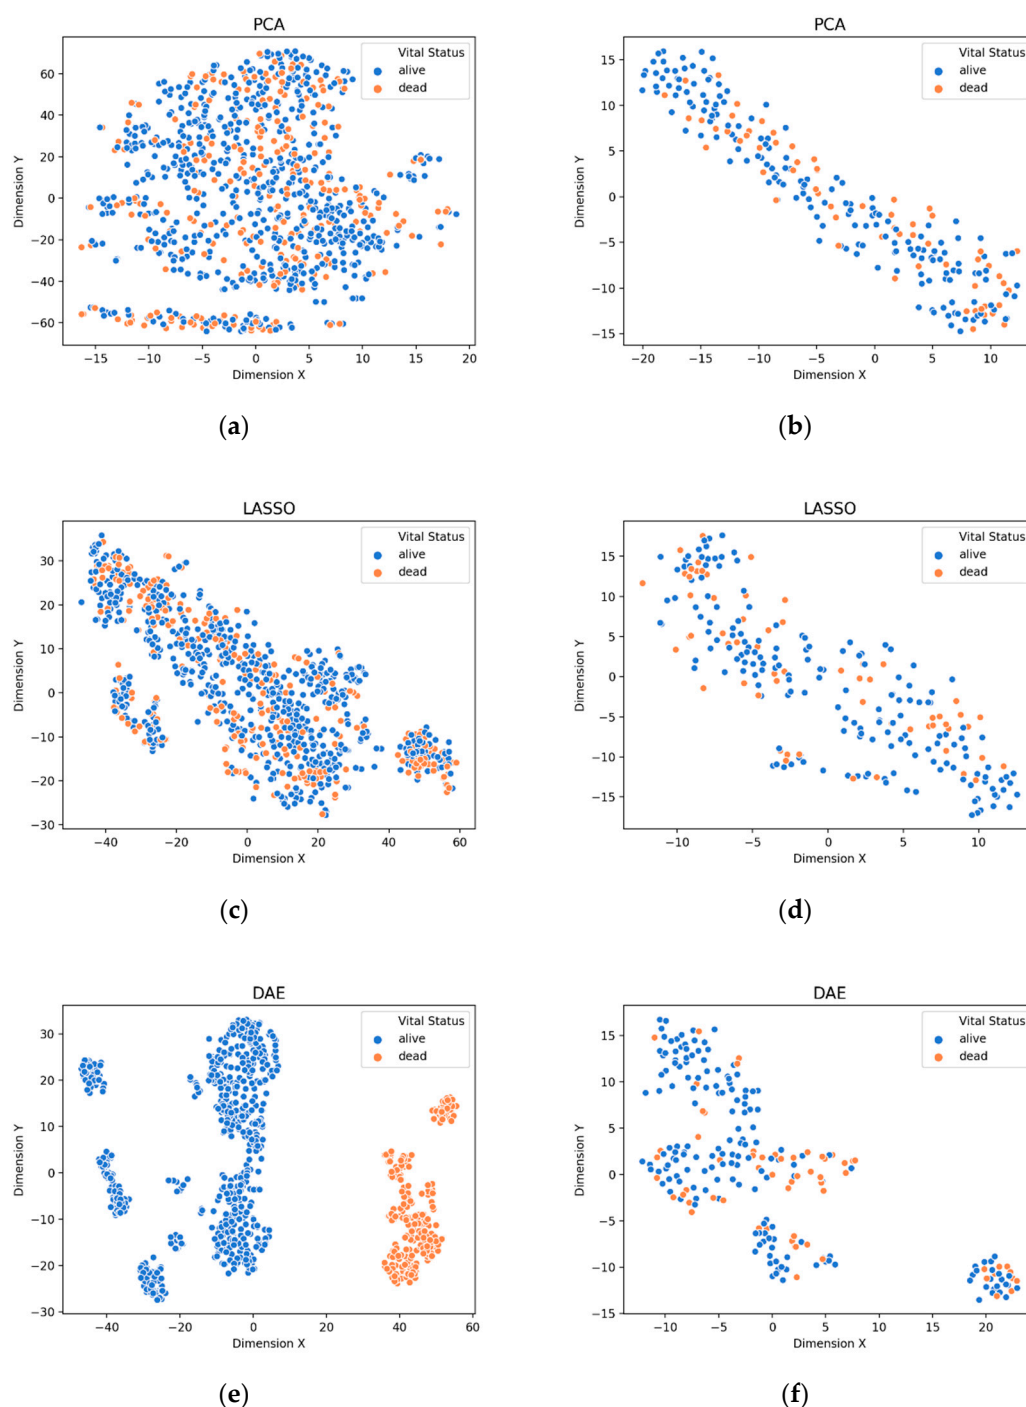 PCA
Vital Status
alive
dead
Dimension Y
60
40
20
0
−20
−40
−60
−15 −10 −5 0 5 10 15 20
Dimension X
(a)
PCA
Vital Status
alive
dead
Dimension Y
15
10
5
0
−5
−10
−15
−20 −15 −10 −5 0 5 10
Dimension X
(b)
LASSO
Vital Status
alive
dead
Dimension Y
30
20
10
0
−10
−20
−30
−40 −20 0 20 40 60
Dimension X
(c)
LASSO
Vital Status
alive
dead
Dimension Y
15
10
5
0
−5
−10
−15
−10 −5 0 5 10
Dimension X
(d)
DAE
Vital Status
alive
dead
Dimension Y
30
20
10
0
−10
−20
−30
−40 −20 0 20 40 60
Dimension X
(e)
DAE
Vital Status
alive
dead
Dimension Y
15
10
5
0
−5
−10
−15
−10 −5 0 5 10 15 20
Dimension X
(f)